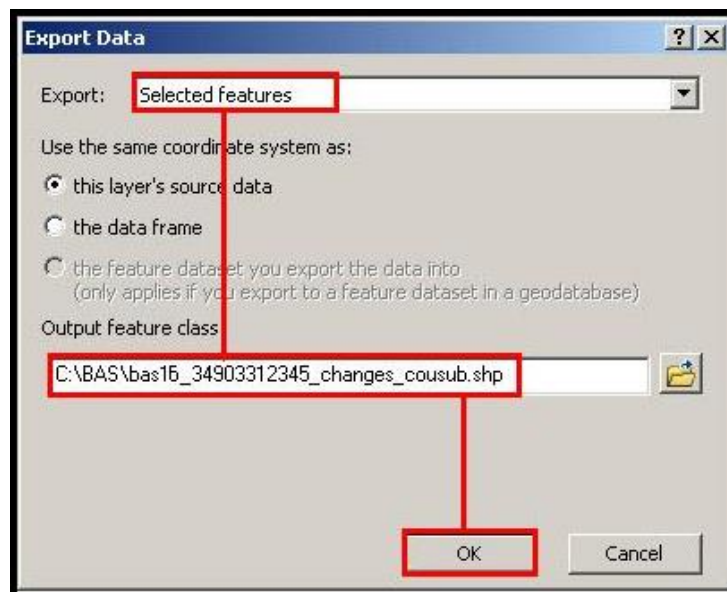 Export Data
Export: Selected features
Use the same coordinate system as:
this layer's source data
the data frame
the feature dataset you export the data into
(only applies if you export to a feature dataset in a geodatabase)
Output feature class
C:\BAS\bas16_34903312345_changes_cousub.shp
OK Cancel